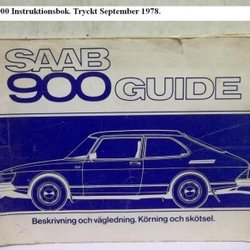 00 Instruktionsbok. Tryckt September 1978.
SAAB
900 GUIDE
Beskrivning och vägledning. Körning och skötsel.